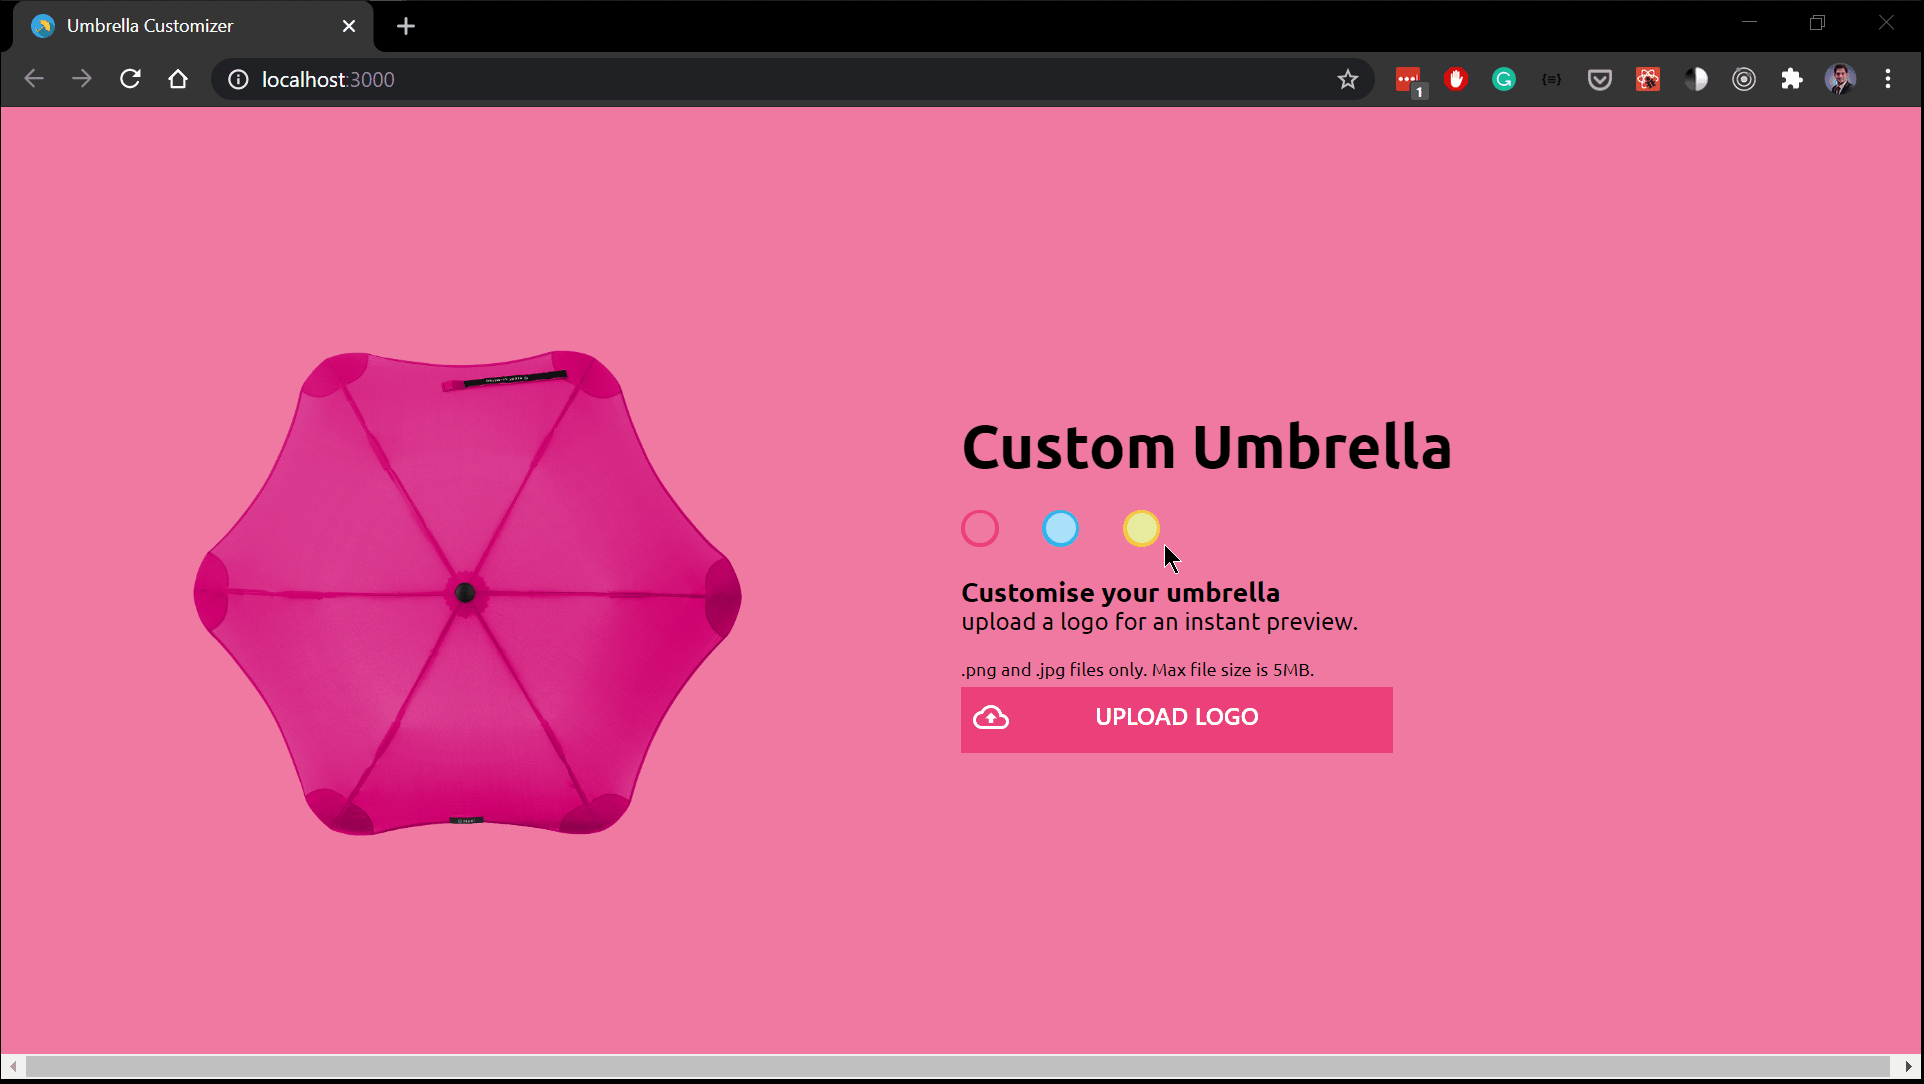 Umbrella Customizer
localhost:3000
1
Custom Umbrella
Customise your umbrella
upload a logo for an instant preview.
.png and .jpg files only. Max file size is 5MB.
UPLOAD LOGO